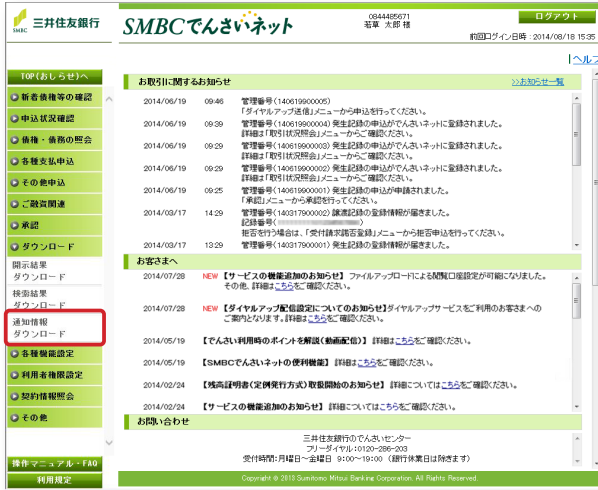 SMBC 三井住友銀行
SMBCでんさいネット
0844485671
若草 太郎 様
ログアウト
前回ログイン日時:2014/08/18 15:35
ヘルプ
TOP(おしらせ)へ
新着債権等の確認
申込状況確認
債権・債務の照会
各種支払申込
その他申込
ご融資関連
承認
ダウンロード
開示結果
ダウンロード
検索結果
ダウンロード
通知情報
ダウンロード
各種機能設定
利用者権限設定
契約情報照会
その他
操作マニュアル・FAQ
利用規定
お取引に関するお知らせ
>>お知らせ一覧
2014/06/19 09:46 管理番号(140619900005)
「ダイヤルアップ送信」メニューから申込を行ってください。
2014/06/19 09:39 管理番号(140619900004) 発生記録の申込がでんさいネットに登録されました。
詳細は「取引状況照会」メニューからご確認ください。
2014/06/19 09:29 管理番号(140619900003) 発生記録の申込がでんさいネットに登録されました。
詳細は「取引状況照会」メニューからご確認ください。
2014/06/19 09:29 管理番号(140619900002) 発生記録の申込がでんさいネットに登録されました。
詳細は「取引状況照会」メニューからご確認ください。
2014/06/19 09:25 管理番号(140619900001) 発生記録の申込が申請されました。
「承認」メニューから承認を行ってください。
2014/03/17 14:29 管理番号(140317900002) 譲渡記録の登録情報が届きました。
記録番号( )
拒否を行う場合は、「受付請求諾否登録」メニューから拒否申込を行ってください。
2014/03/17 13:29 管理番号(140317900001) 発生記録の登録情報が届きました。
お客さまへ
2014/07/28 NEW 【サービスの機能追加のお知らせ】 ファイルアップロードによる閲覧口座設定が可能になりました。
その他、詳細はこちらをご確認ください。
2014/07/28 NEW 【ダイヤルアップ配信設定についてのお知らせ】ダイヤルアップサービスをご利用のお客さまへの
ご案内となります。詳細はこちらをご確認ください。
2014/05/19 【でんさい利用時のポイントを解説(動画配信)】 詳細はこちらをご確認ください。
2014/05/19 【SMBCでんさいネットの便利機能】 詳細はこちらをご確認ください。
2014/02/24 【残高証明書(定例発行方式)取扱開始のお知らせ】 詳細についてはこちらをご確認ください。
2014/02/24 【サービスの機能追加のお知らせ】 詳細についてはこちらをご確認ください。
お問い合わせ
三井住友銀行のでんさいセンター
フリーダイヤル:0120-286-203
受付時間:月曜日~金曜日 9:00~19:00 (銀行休業日は除きます)
Copyright © 2013 Sumitomo Mitsui Banking Corporation. All Rights Reserved.